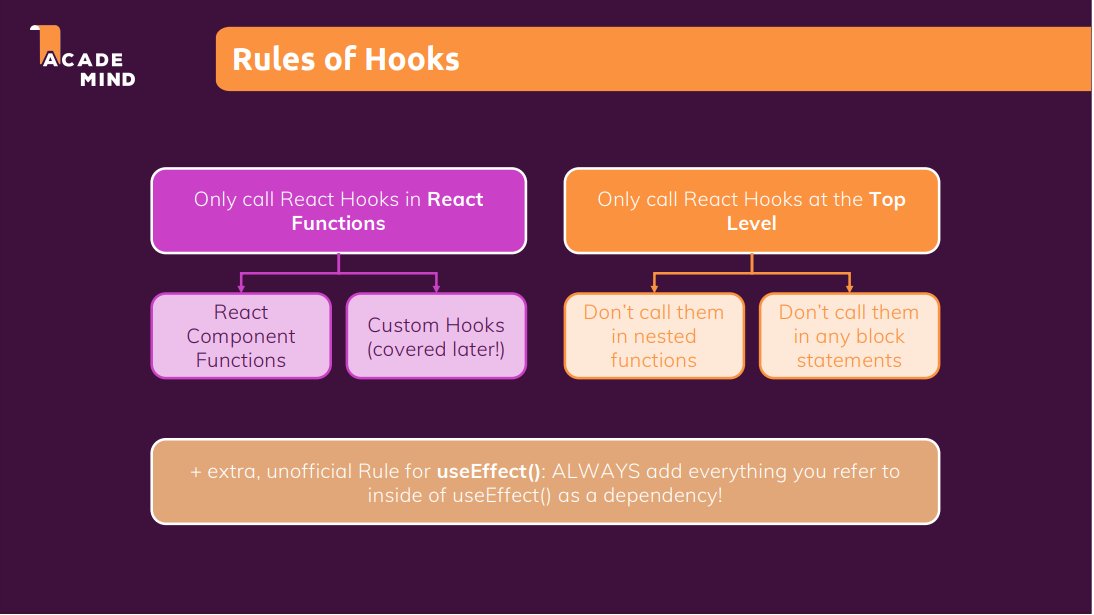 ACADE
MIND
Rules of Hooks
Only call React Hooks in React
Functions
Only call React Hooks at the Top
Level
React
Component
Functions
Custom Hooks
(covered later!)
Don’t call them
in nested
functions
Don’t call them
in any block
statements
+ extra, unofficial Rule for useEffect(): ALWAYS add everything you refer to
inside of useEffect() as a dependency!